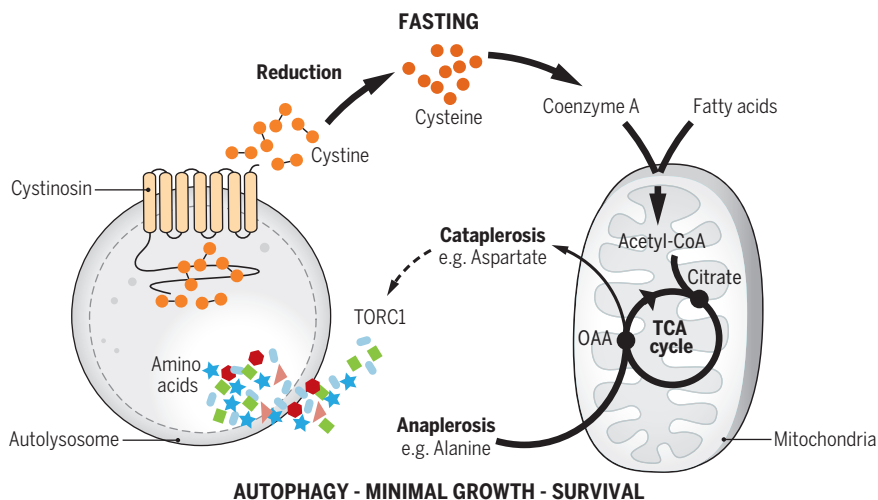 FASTING
Reduction
Cysteine
Coenzyme A
Fatty acids
Cystine
Cystinosin
Acetyl-CoA
Cataplerosis
e.g. Aspartate
Citrate
TORC1
OAA
TCA
cycle
Amino
acids
Anaplerosis
e.g. Alanine
Autolysosome
Mitochondria
AUTOPHAGY - MINIMAL GROWTH - SURVIVAL